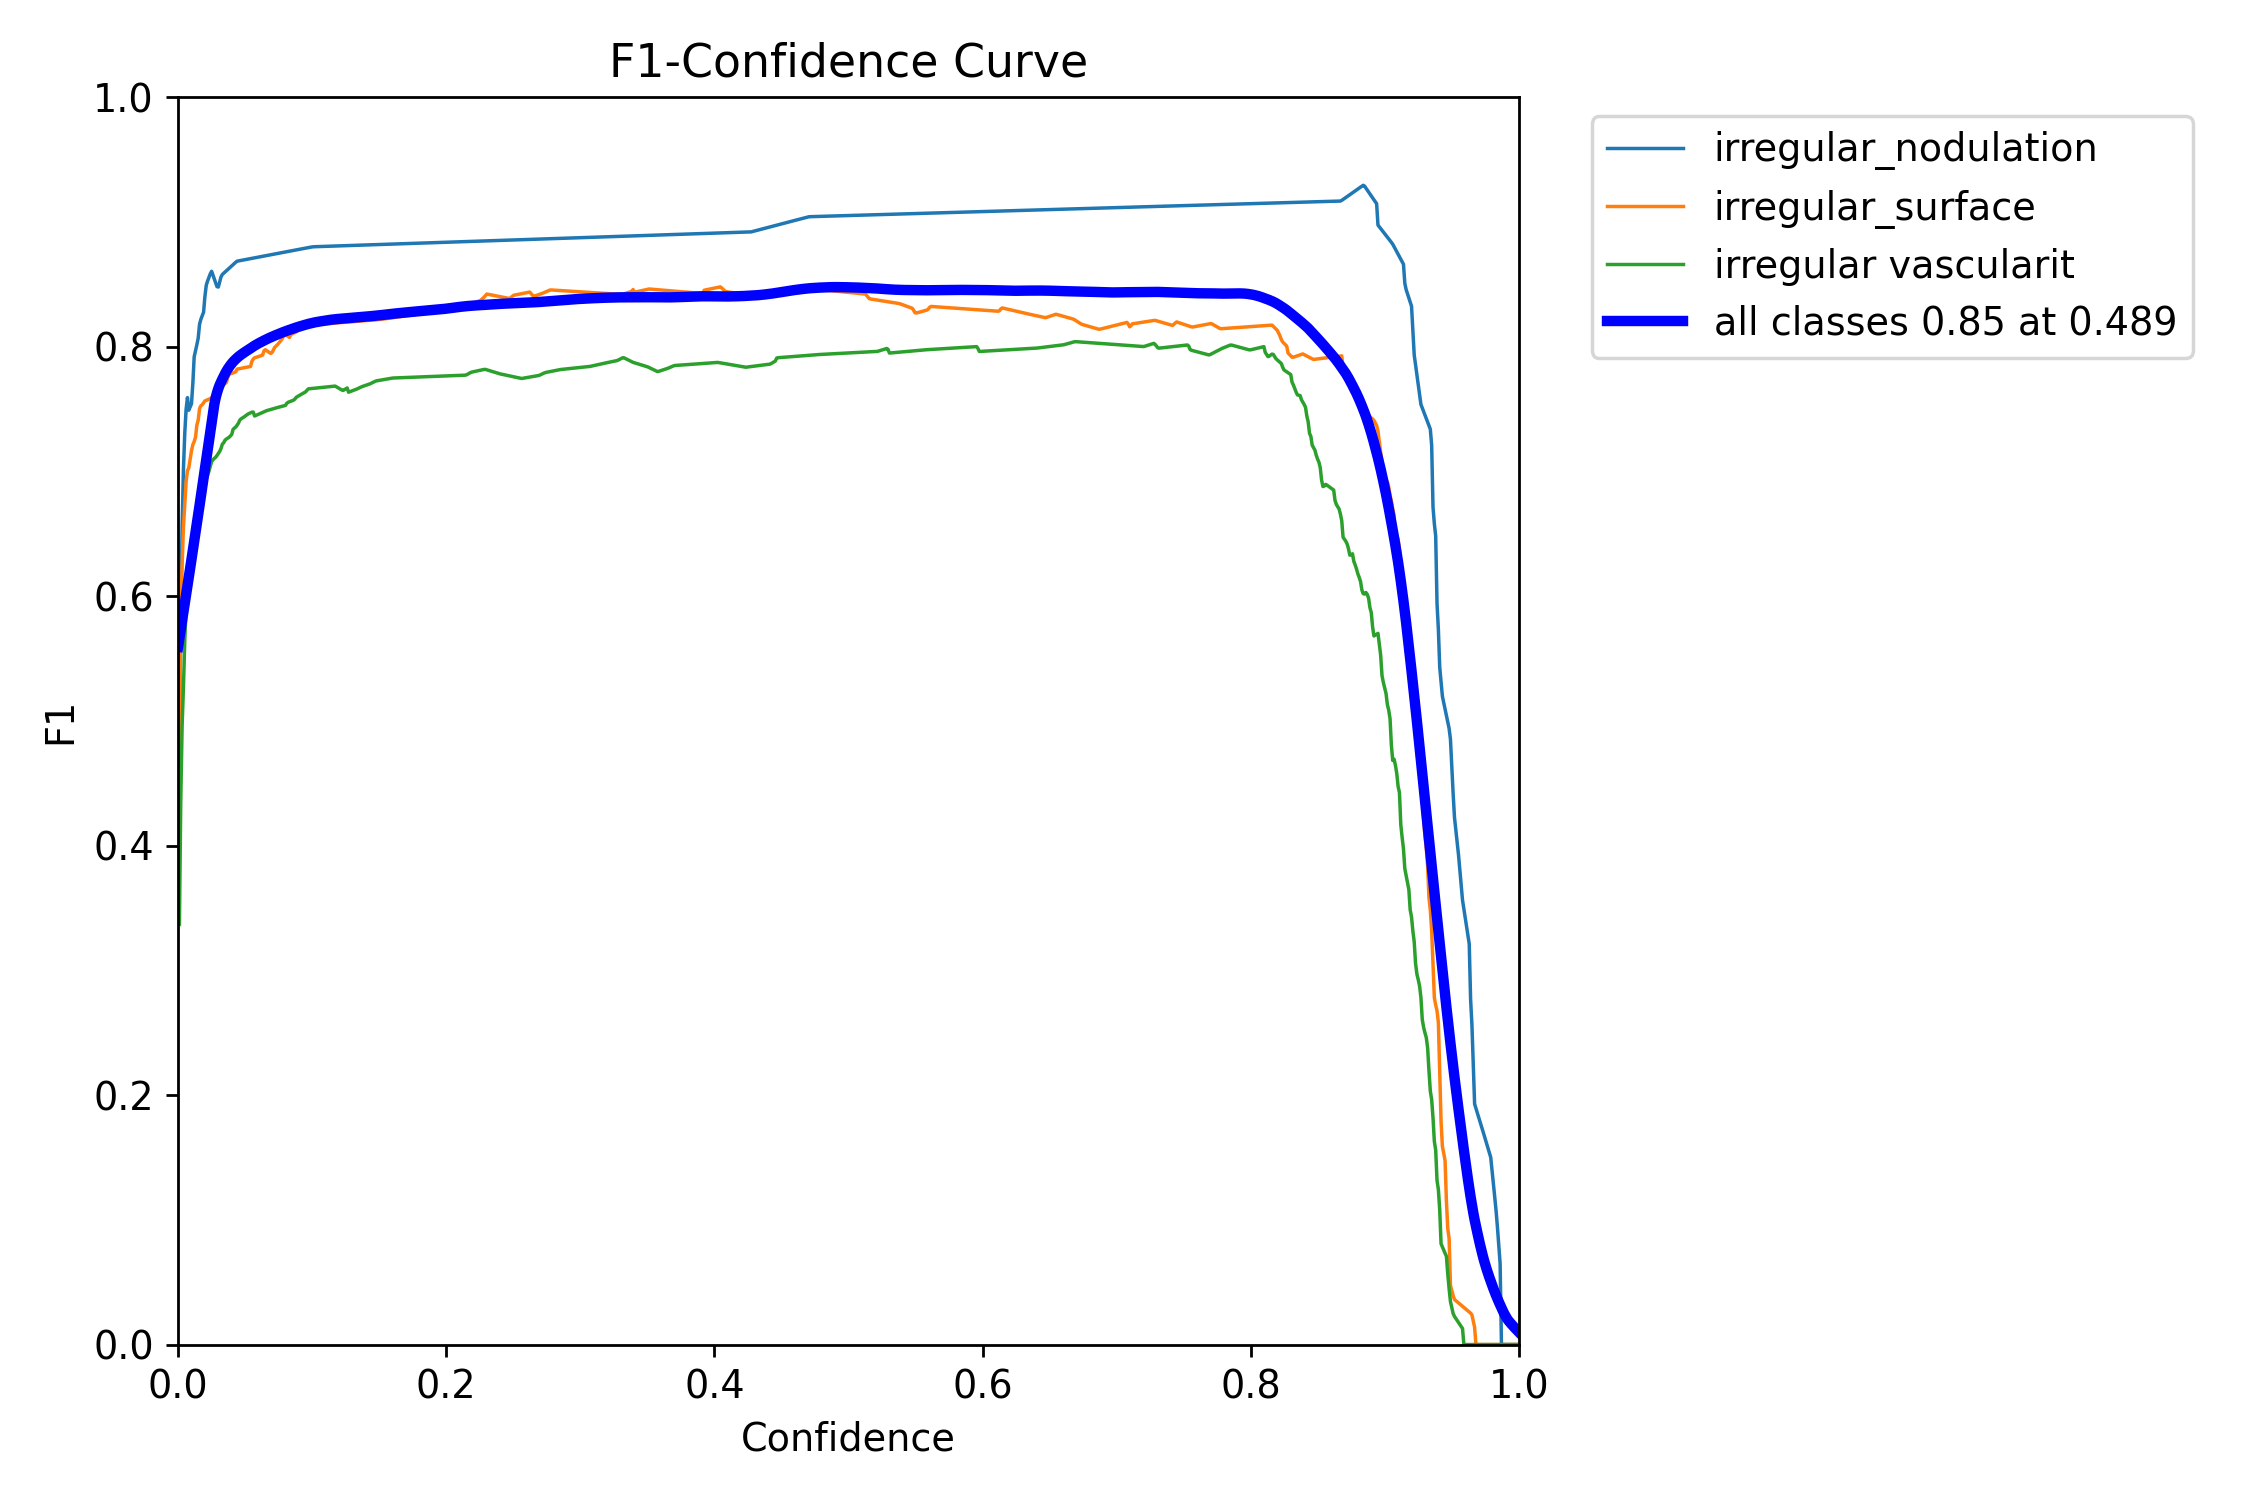 F1-Confidence Curve
1.0
0.8
0.6
0.4
0.2
0.0
F1
0.0 0.2 0.4 0.6 0.8 1.0
Confidence
irregular_nodulation
irregular_surface
irregular vascularit
all classes 0.85 at 0.489